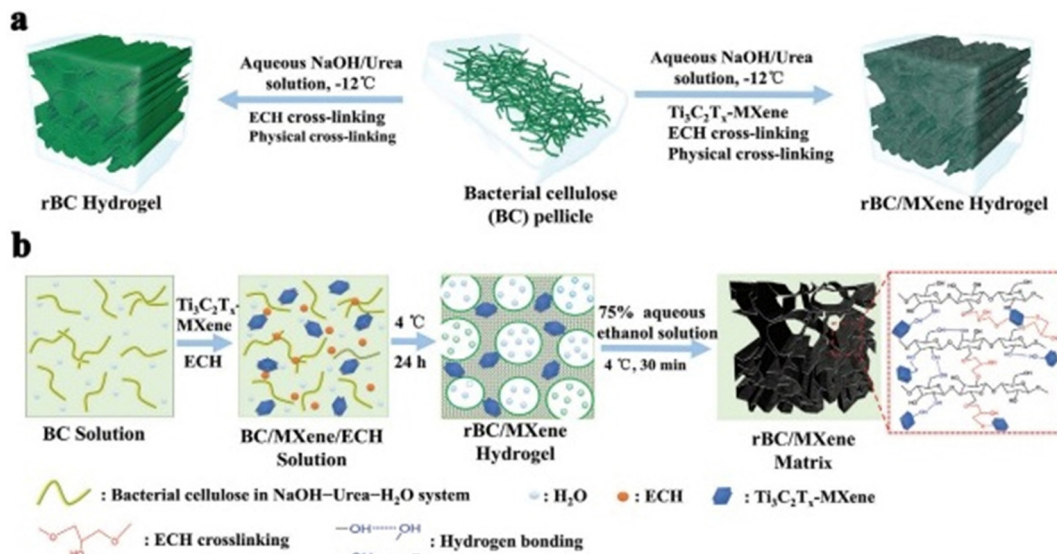 a
Aqueous NaOH/Urea
solution, -12℃
ECH cross-linking
Physical cross-linking
Aqueous NaOH/Urea
solution, -12℃
Ti₃C₂Tₓ-MXene
ECH cross-linking
Physical cross-linking
rBC Hydrogel
Bacterial cellulose
(BC) pellicle
rBC/MXene Hydrogel
b
Ti₃C₂Tₓ-
MXene
ECH
4 ℃
24 h
75% aqueous
ethanol solution
4 ℃, 30 min
BC Solution
BC/MXene/ECH
Solution
rBC/MXene
Hydrogel
rBC/MXene
Matrix
: Bacterial cellulose in NaOH−Urea−H₂O system
: H₂O
: ECH
: Ti₃C₂Tₓ-MXene
: ECH crosslinking
—OH·····OH
: Hydrogen bonding